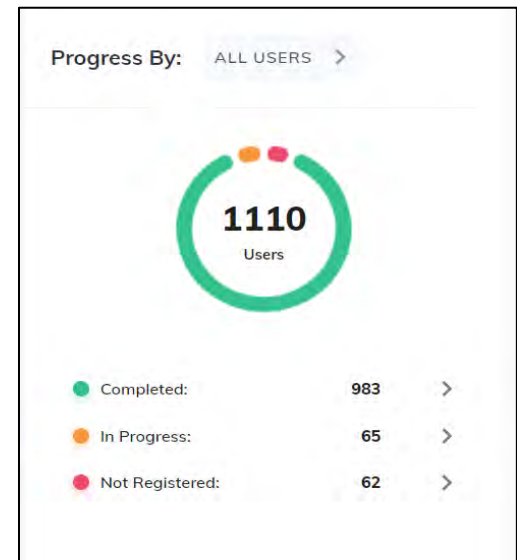 Progress By: ALL USERS
1110
Users
Completed: 983
In Progress: 65
Not Registered: 62